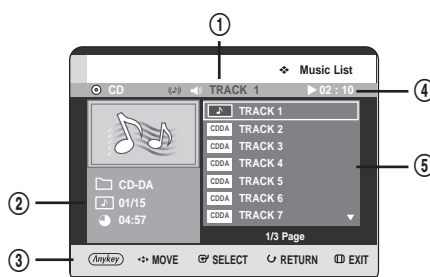 ①
❖ Music List
CD TRACK 1 ▶ 02 : 10
④
TRACK 1
CDDA TRACK 2
CDDA TRACK 3
CDDA TRACK 4
CDDA TRACK 5
CDDA TRACK 6
CDDA TRACK 7 ▼
⑤
CD-DA
01/15
04:57
②
1/3 Page
③
Anykey MOVE SELECT RETURN EXIT